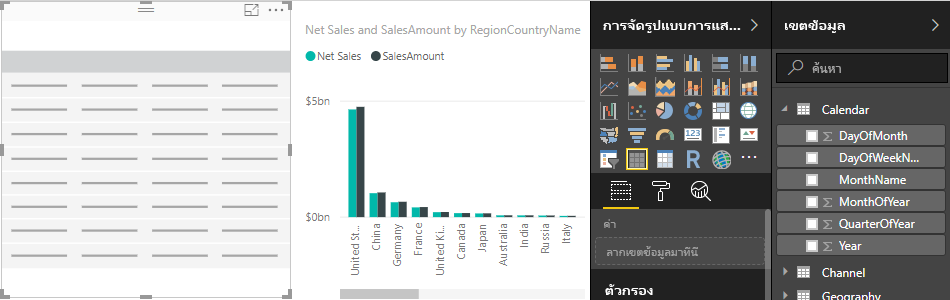 Net Sales and SalesAmount by RegionCountryName
Net Sales SalesAmount
$5bn
$0bn
United St...
China
Germany
France
United Ki...
Canada
Japan
Australia
India
Russia
Italy
การจัดรูปแบบการแส...
123
R
ค่า
ลากเขตข้อมูลมาที่นี่
ตัวกรอง
เขตข้อมูล
ค้นหา
Calendar
Σ DayOfMonth
DayOfWeekN...
MonthName
Σ MonthOfYear
Σ QuarterOfYear
Σ Year
Channel
Geography